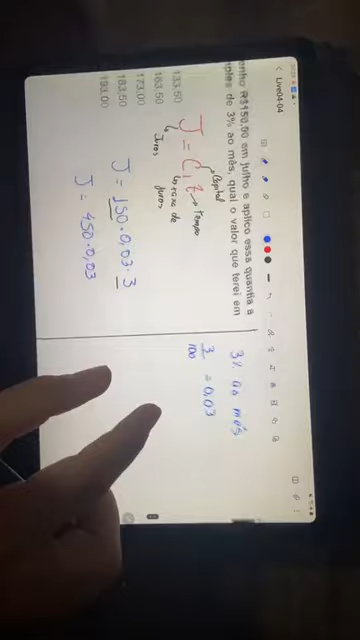 Live04-04
enho R$150,00 em julho e aplico essa quantia a
ples de 3% ao mês, qual o valor que terei em
133,50
163,50
173,00
183,50
193,00
J = C.i.t
Capital
tempo
taxa de
juros
Juros
J = 150.0,03.3
J = 450.0,03
3% ao mês
3/100 = 0,03